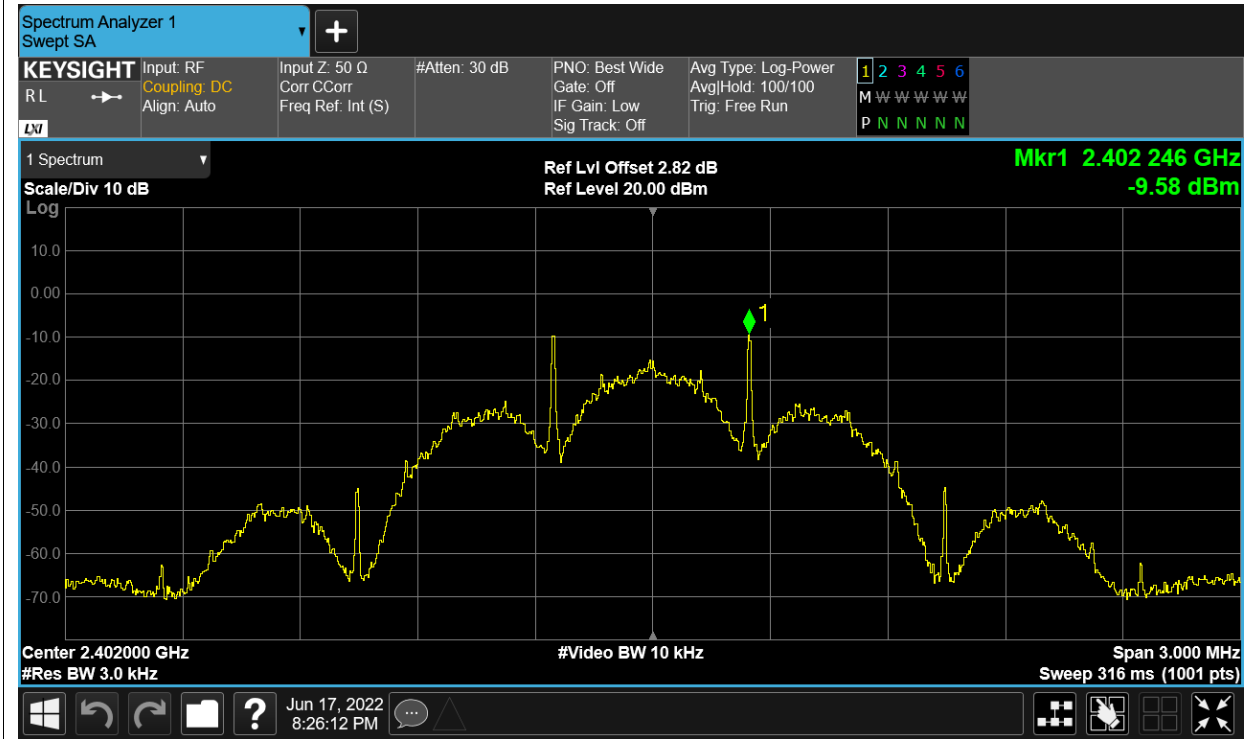 Spectrum Analyzer 1
Swept SA
KEYSIGHT
R L
LXI
Input: RF
Coupling: DC
Align: Auto
Input Z: 50 Ω
Corr CCorr
Freq Ref: Int (S)
#Atten: 30 dB
PNO: Best Wide
Gate: Off
IF Gain: Low
Sig Track: Off
Avg Type: Log-Power
Avg|Hold: 100/100
Trig: Free Run
1 2 3 4 5 6
M W W W W W
P N N N N N
1 Spectrum
Scale/Div 10 dB
Log
Ref Lvl Offset 2.82 dB
Ref Level 20.00 dBm
Mkr1 2.402 246 GHz
-9.58 dBm
10.0
0.00
-10.0
-20.0
-30.0
-40.0
-50.0
-60.0
-70.0
1
Center 2.402000 GHz
#Res BW 3.0 kHz
#Video BW 10 kHz
Span 3.000 MHz
Sweep 316 ms (1001 pts)
?
Jun 17, 2022
8:26:12 PM